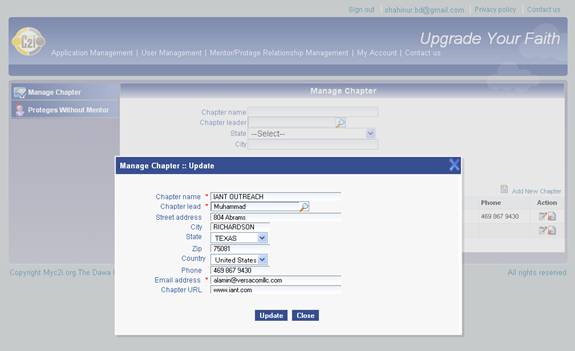 Sign out | shahinur.bd@gmail.com | Privacy policy | Contact us
C2i
Upgrade Your Faith
Application Management | User Management | Mentor/Protage Relationship Management | My Account | Contact us
Manage Chapter
Proteges Without Mentor
Manage Chapter
Chapter name
Chapter leader
State --Select--
City
Add New Chapter
Phone Action
469 867 9430
Manage Chapter :: Update X
Chapter name * IANT OUTREACH
Chapter lead * Muhammad
Street address 804 Abrams
City RICHARDSON
State TEXAS
Zip 75081
Country United States
Phone 469 867 9430
Email address * alamin@versacomllc.com
Chapter URL www.iant.com
Update Close
Copyright Myc2i.org The Dawa
All rights reserved